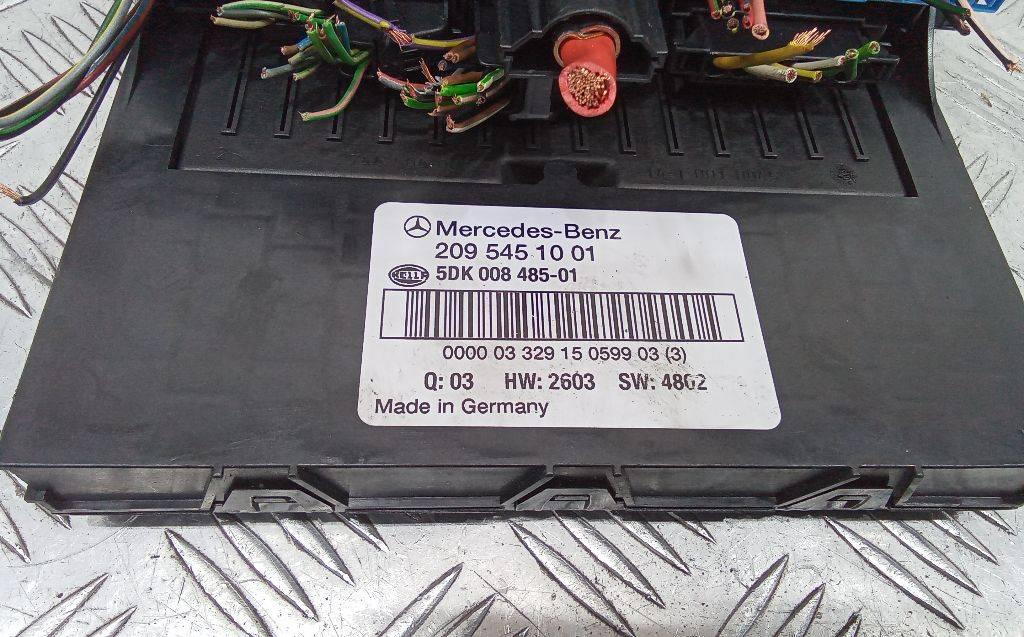 Mercedes-Benz
209 545 10 01
HELLA 5DK 008 485-01
0000 03 329 15 0599 03 (3)
Q: 03 HW: 2603 SW: 4802
Made in Germany